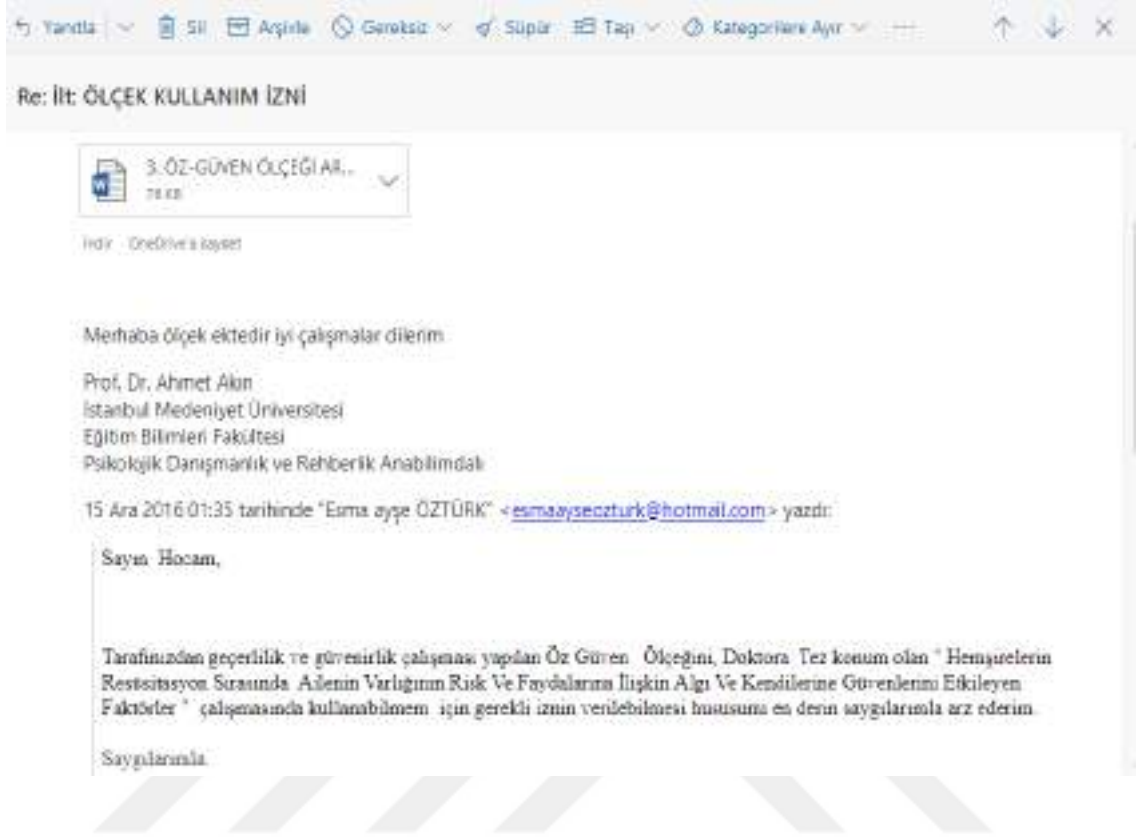 Yanıtla Sil Arşivle Gereksiz Süpür Taşı Kategorilere Ayır
Re: İlt: ÖLÇEK KULLANIM İZNİ
3. ÖZ-GÜVEN ÖLÇEĞİ AR...
78 KB
İndir OneDrive'a kaydet
Merhaba ölçek ektedir iyi çalışmalar dilerim
Prof. Dr. Ahmet Akın
İstanbul Medeniyet Üniversitesi
Eğitim Bilimleri Fakültesi
Psikolojik Danışmanlık ve Rehberlik Anabilimdalı
15 Ara 2016 01:35 tarihinde "Esma ayşe ÖZTÜRK" <esmaayseozturk@hotmail.com> yazdı:
Sayın Hocam,
Tarafınızdan geçerlilik ve güvenirlik çalışması yapılan Öz Güven Ölçeğini, Doktora Tez konum olan " Hemşirelerin
Resüsitasyon Sırasında Ailenin Varlığının Risk Ve Faydalarına İlişkin Algı Ve Kendilerine Güvenlerini Etkileyen
Faktörler " çalışmasında kullanabilmem için gerekli iznin verilebilmesi hususunu en derin saygılarımla arz ederim.
Saygılarımla